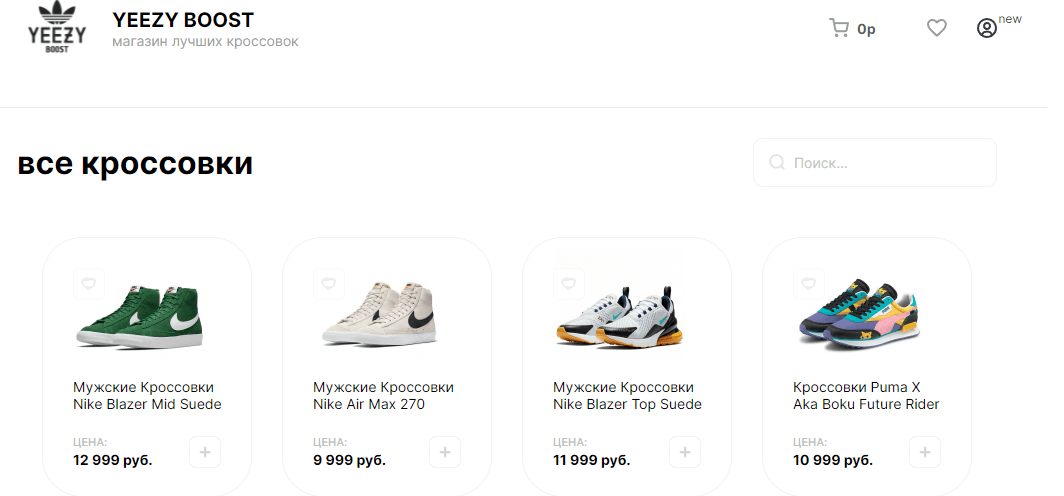 YEEZY
BOOST
YEEZY BOOST
магазин лучших кроссовок
0р
new
все кроссовки
Поиск...
Мужские Кроссовки
Nike Blazer Mid Suede
ЦЕНА:
12 999 руб.
Мужские Кроссовки
Nike Air Max 270
ЦЕНА:
9 999 руб.
Мужские Кроссовки
Nike Blazer Top Suede
ЦЕНА:
11 999 руб.
Кроссовки Puma X
Aka Boku Future Rider
ЦЕНА:
10 999 руб.